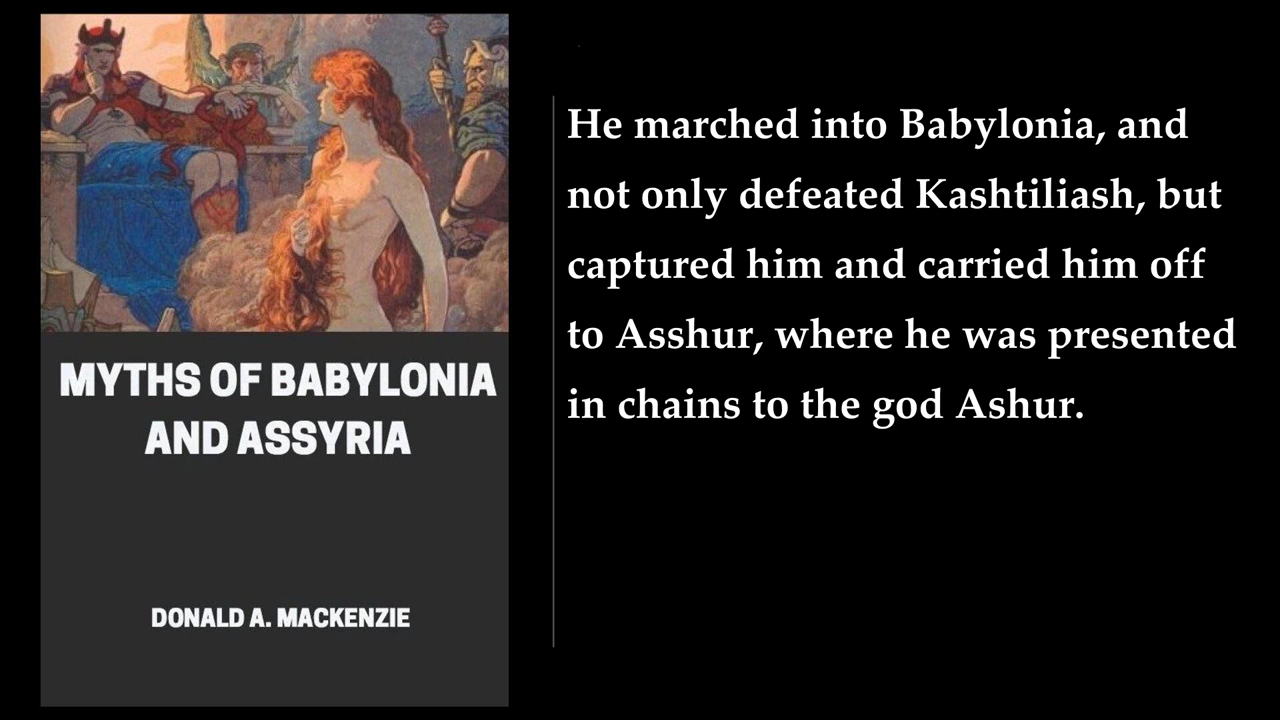 MYTHS OF BABYLONIA
AND ASSYRIA
DONALD A. MACKENZIE
He marched into Babylonia, and
not only defeated Kashtiliash, but
captured him and carried him off
to Asshur, where he was presented
in chains to the god Ashur.